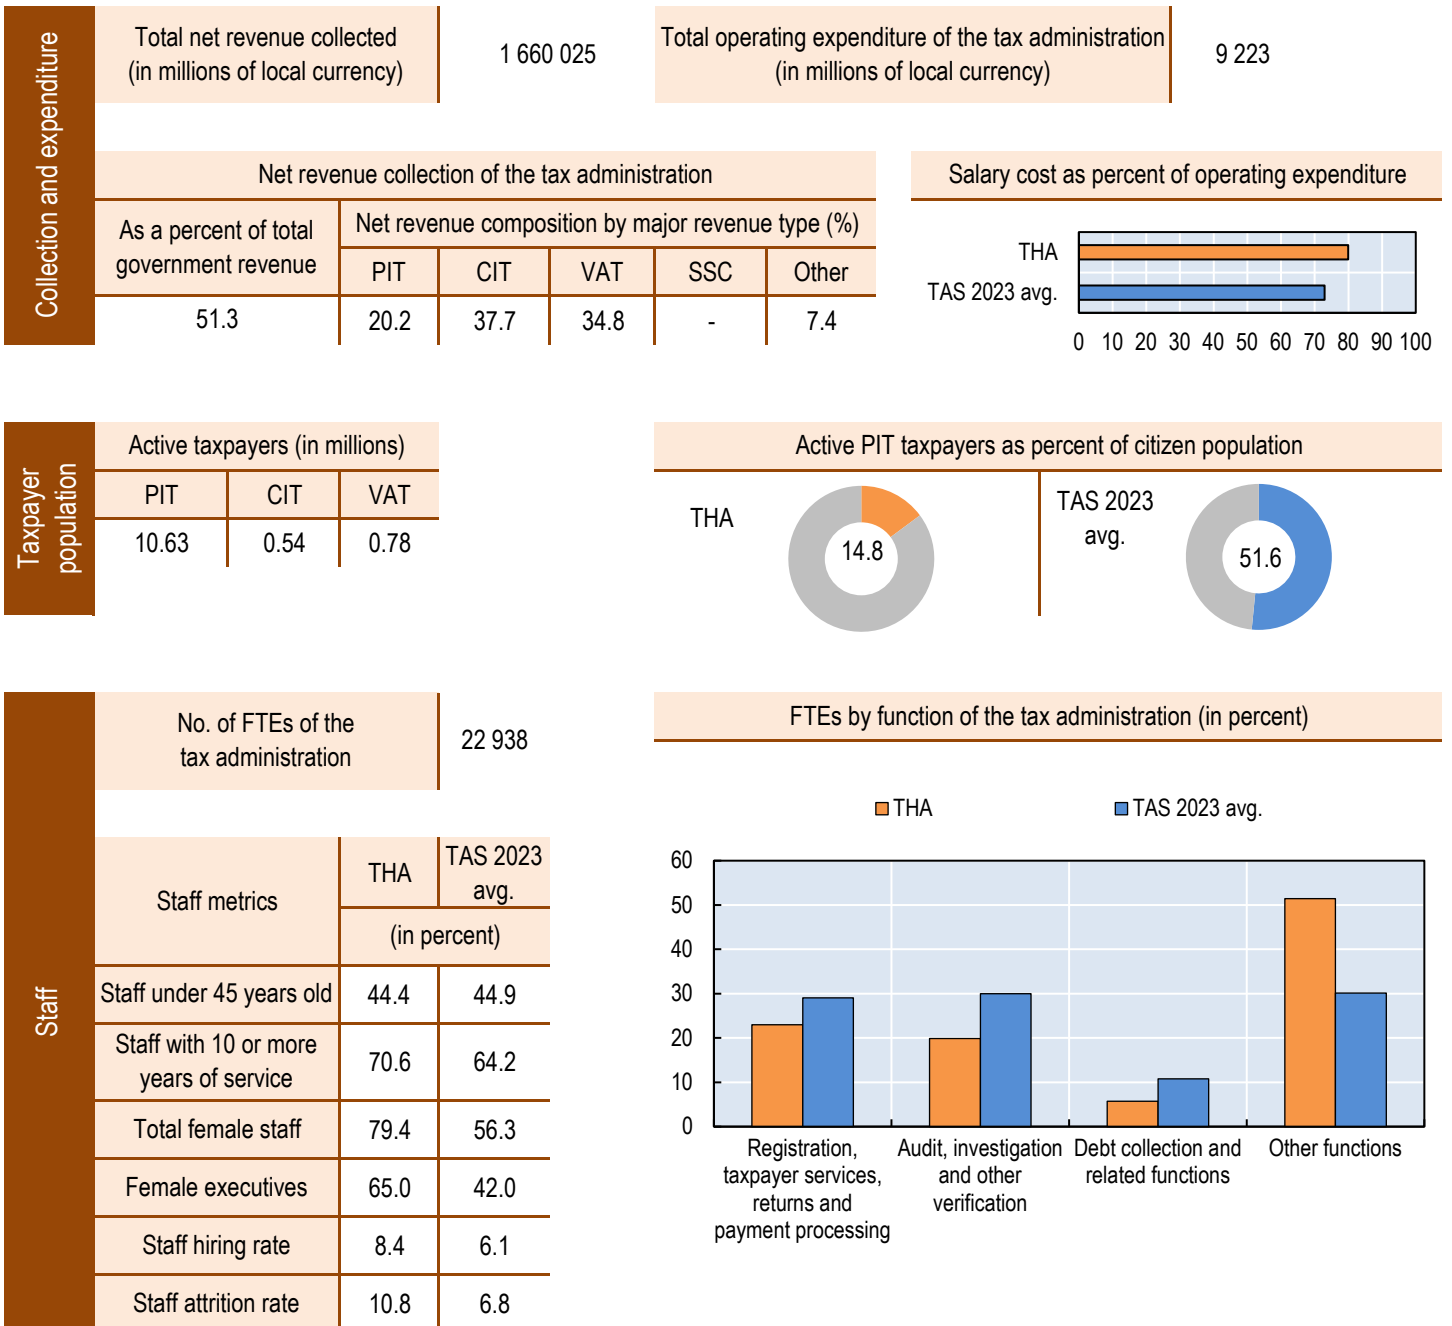 Collection and expenditure
Total net revenue collected
(in millions of local currency)
1 660 025
Total operating expenditure of the tax administration
(in millions of local currency)
9 223
Net revenue collection of the tax administration
As a percent of total
government revenue
Net revenue composition by major revenue type (%)
PIT CIT VAT SSC Other
51.3 20.2 37.7 34.8 - 7.4
Salary cost as percent of operating expenditure
THA
TAS 2023 avg.
0 10 20 30 40 50 60 70 80 90 100
Taxpayer
population
Active taxpayers (in millions)
PIT CIT VAT
10.63 0.54 0.78
Active PIT taxpayers as percent of citizen population
THA
14.8
TAS 2023
avg.
51.6
Staff
No. of FTEs of the
tax administration
22 938
Staff metrics
THA
TAS 2023
avg.
(in percent)
Staff under 45 years old 44.4 44.9
Staff with 10 or more
years of service
70.6 64.2
Total female staff 79.4 56.3
Female executives 65.0 42.0
Staff hiring rate 8.4 6.1
Staff attrition rate 10.8 6.8
FTEs by function of the tax administration (in percent)
THA TAS 2023 avg.
60
50
40
30
20
10
0
Registration,
taxpayer services,
returns and
payment processing
Audit, investigation
and other
verification
Debt collection and
related functions
Other functions